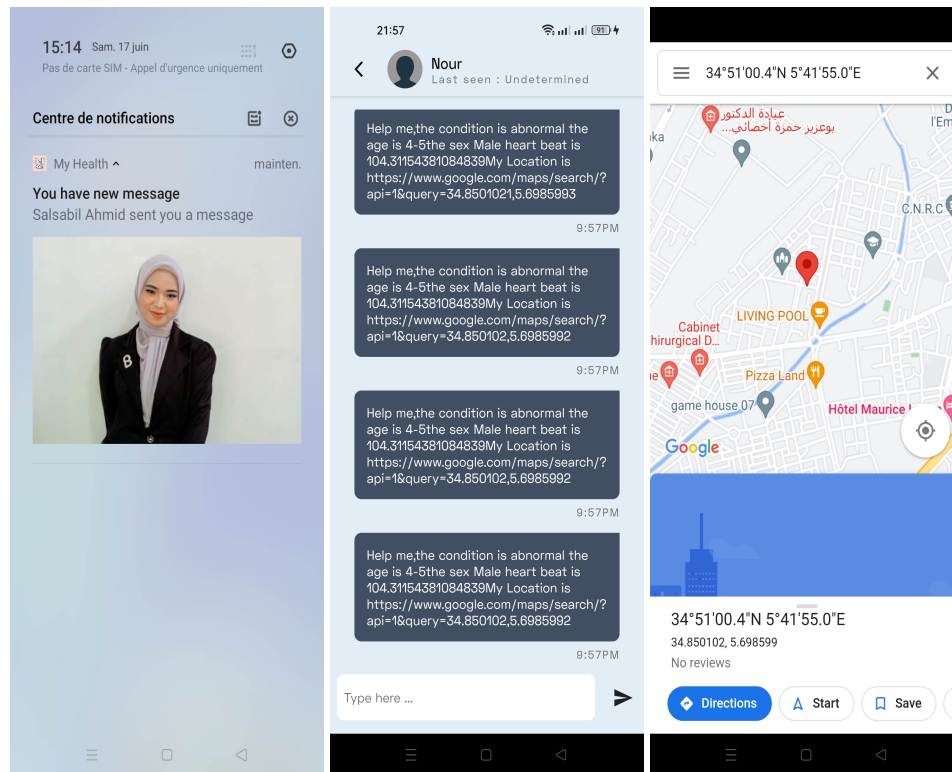 15:14 Sam. 17 juin
Pas de carte SIM - Appel d'urgence uniquement
Centre de notifications
My Health mainten.
You have new message
Salsabil Ahmid sent you a message
B
21:57
91
Nour
Last seen : Undetermined
Help me,the condition is abnormal the
age is 4-5the sex Male heart beat is
104.31154381084839My Location is
https://www.google.com/maps/search/?
api=1&query=34.8501021,5.6985993
9:57PM
Help me,the condition is abnormal the
age is 4-5the sex Male heart beat is
104.31154381084839My Location is
https://www.google.com/maps/search/?
api=1&query=34.850102,5.6985992
9:57PM
Help me,the condition is abnormal the
age is 4-5the sex Male heart beat is
104.31154381084839My Location is
https://www.google.com/maps/search/?
api=1&query=34.850102,5.6985992
9:57PM
Help me,the condition is abnormal the
age is 4-5the sex Male heart beat is
104.31154381084839My Location is
https://www.google.com/maps/search/?
api=1&query=34.850102,5.6985992
9:57PM
Type here ...
34°51'00.4"N 5°41'55.0"E
عيادة الدكتور
بوعزيز حمزة أخصائي...
C.N.R.C
LIVING POOL
Cabinet
hirurgical D...
Pizza Land
game house 07
Hôtel Maurice
Google
34°51'00.4"N 5°41'55.0"E
34.850102, 5.698599
No reviews
Directions
Start
Save